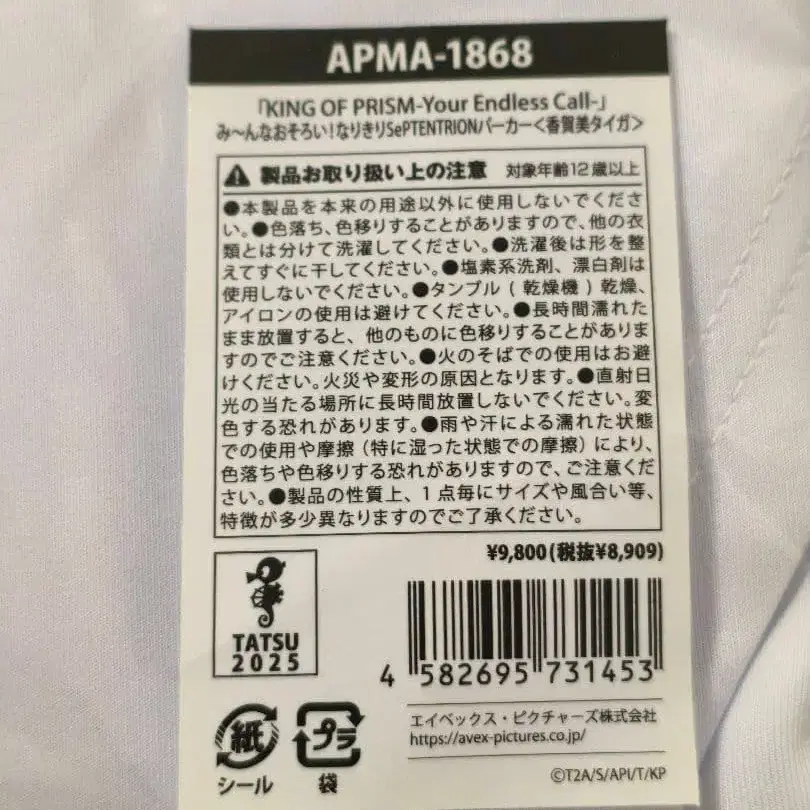 APMA-1868
「KING OF PRISM-Your Endless Call-」
み〜んなおそろい!なりきりSePTENTRIONパーカー<香賀美タイガ>
製品お取り扱い上の注意 対象年齢12歳以上
●本製品を本来の用途以外に使用しないでくださ
い。●色落ち、色移りすることがありますので、他の衣
類とは分けて洗濯してください。●洗濯後は形を整
えてすぐに干してください。●塩素系洗剤、漂白剤は
使用しないでください。●タンブル(乾燥機)乾燥、
アイロンの使用は避けてください。●長時間濡れた
まま放置すると、他のものに色移りすることがありま
すのでご注意ください。●火のそばでの使用はお避
けください。火災や変形の原因となります。●直射日
光の当たる場所に長時間放置しないでください。変
色する恐れがあります。●雨や汗による濡れた状態
での使用や摩擦(特に湿った状態での摩擦)により、
色落ちや色移りする恐れがありますので、ご注意くだ
さい。●製品の性質上、1点毎にサイズや風合い等、
特徴が多少異なりますのでご了承ください。
¥9,800(税抜¥8,909)
TATSU
2025
4 582695 731453
紙
シール
プラ
袋
エイベックス・ピクチャーズ株式会社
https://avex-pictures.co.jp/
©T2A/S/API/T/KP